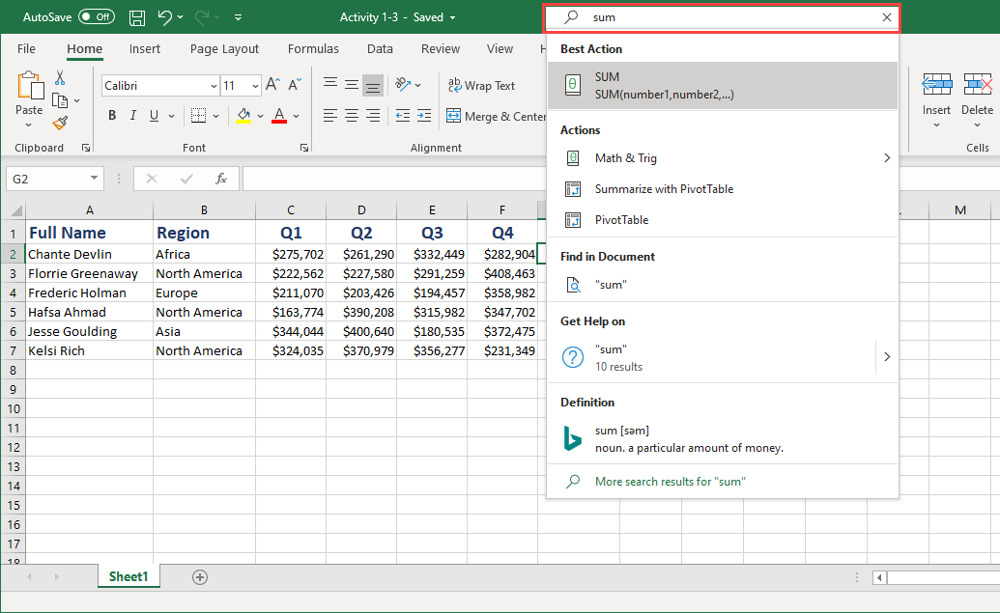 AutoSave Off Activity 1-3 - Saved sum
File Home Insert Page Layout Formulas Data Review View
Best Action
SUM
SUM(number1,number2,...)
Paste
Calibri 11
B I U A
A A
ab Wrap Text
Merge & Center
Insert Delete
Clipboard Font Alignment Cells
Actions
Math & Trig
Summarize with PivotTable
PivotTable
Find in Document
"sum"
Get Help on
"sum"
10 results
Definition
sum [səm]
noun. a particular amount of money.
More search results for "sum"
G2 fx
A B C D E F M
1 Full Name Region Q1 Q2 Q3 Q4
2 Chante Devlin Africa $275,702 $261,290 $332,449 $282,904
3 Florrie Greenaway North America $222,562 $227,580 $291,259 $408,463
4 Frederic Holman Europe $211,070 $203,426 $194,457 $358,982
5 Hafsa Ahmad North America $163,774 $390,208 $315,982 $347,702
6 Jesse Goulding Asia $344,044 $400,640 $180,535 $372,475
7 Kelsi Rich North America $324,035 $370,979 $356,277 $231,349
8
9
10
11
12
13
14
15
16
17
18
Sheet1